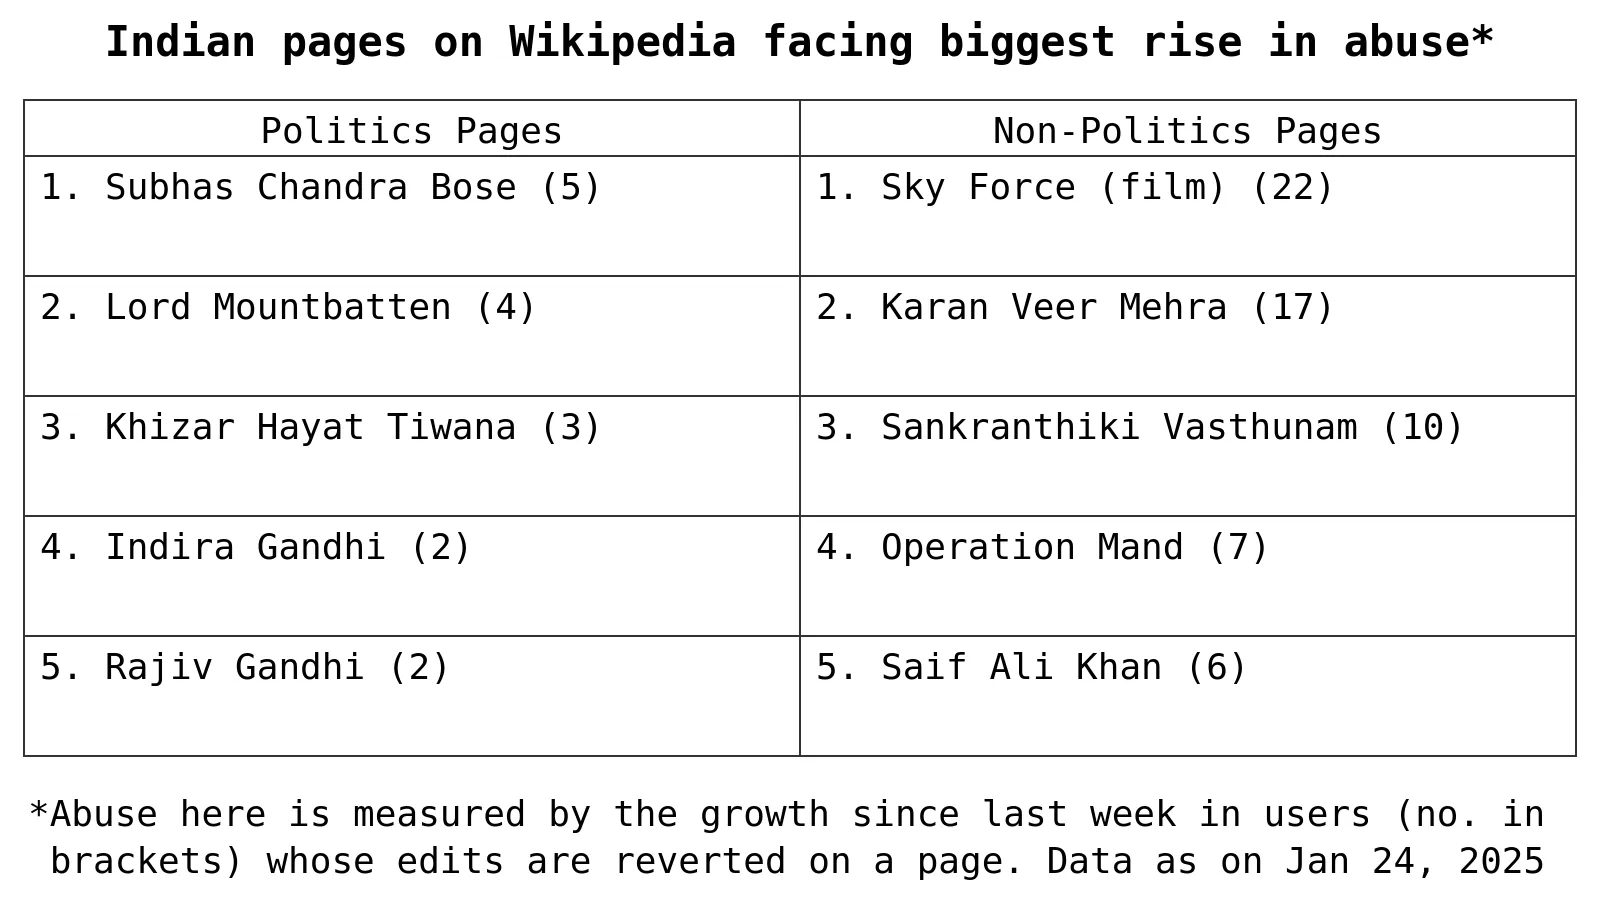 Indian pages on Wikipedia facing biggest rise in abuse*
Politics Pages
Non-Politics Pages
1. Subhas Chandra Bose (5)
1. Sky Force (film) (22)
2. Lord Mountbatten (4)
2. Karan Veer Mehra (17)
3. Khizar Hayat Tiwana (3)
3. Sankranthiki Vasthunam (10)
4. Indira Gandhi (2)
4. Operation Mand (7)
5. Rajiv Gandhi (2)
5. Saif Ali Khan (6)
*Abuse here is measured by the growth since last week in users (no. in
brackets) whose edits are reverted on a page. Data as on Jan 24, 2025